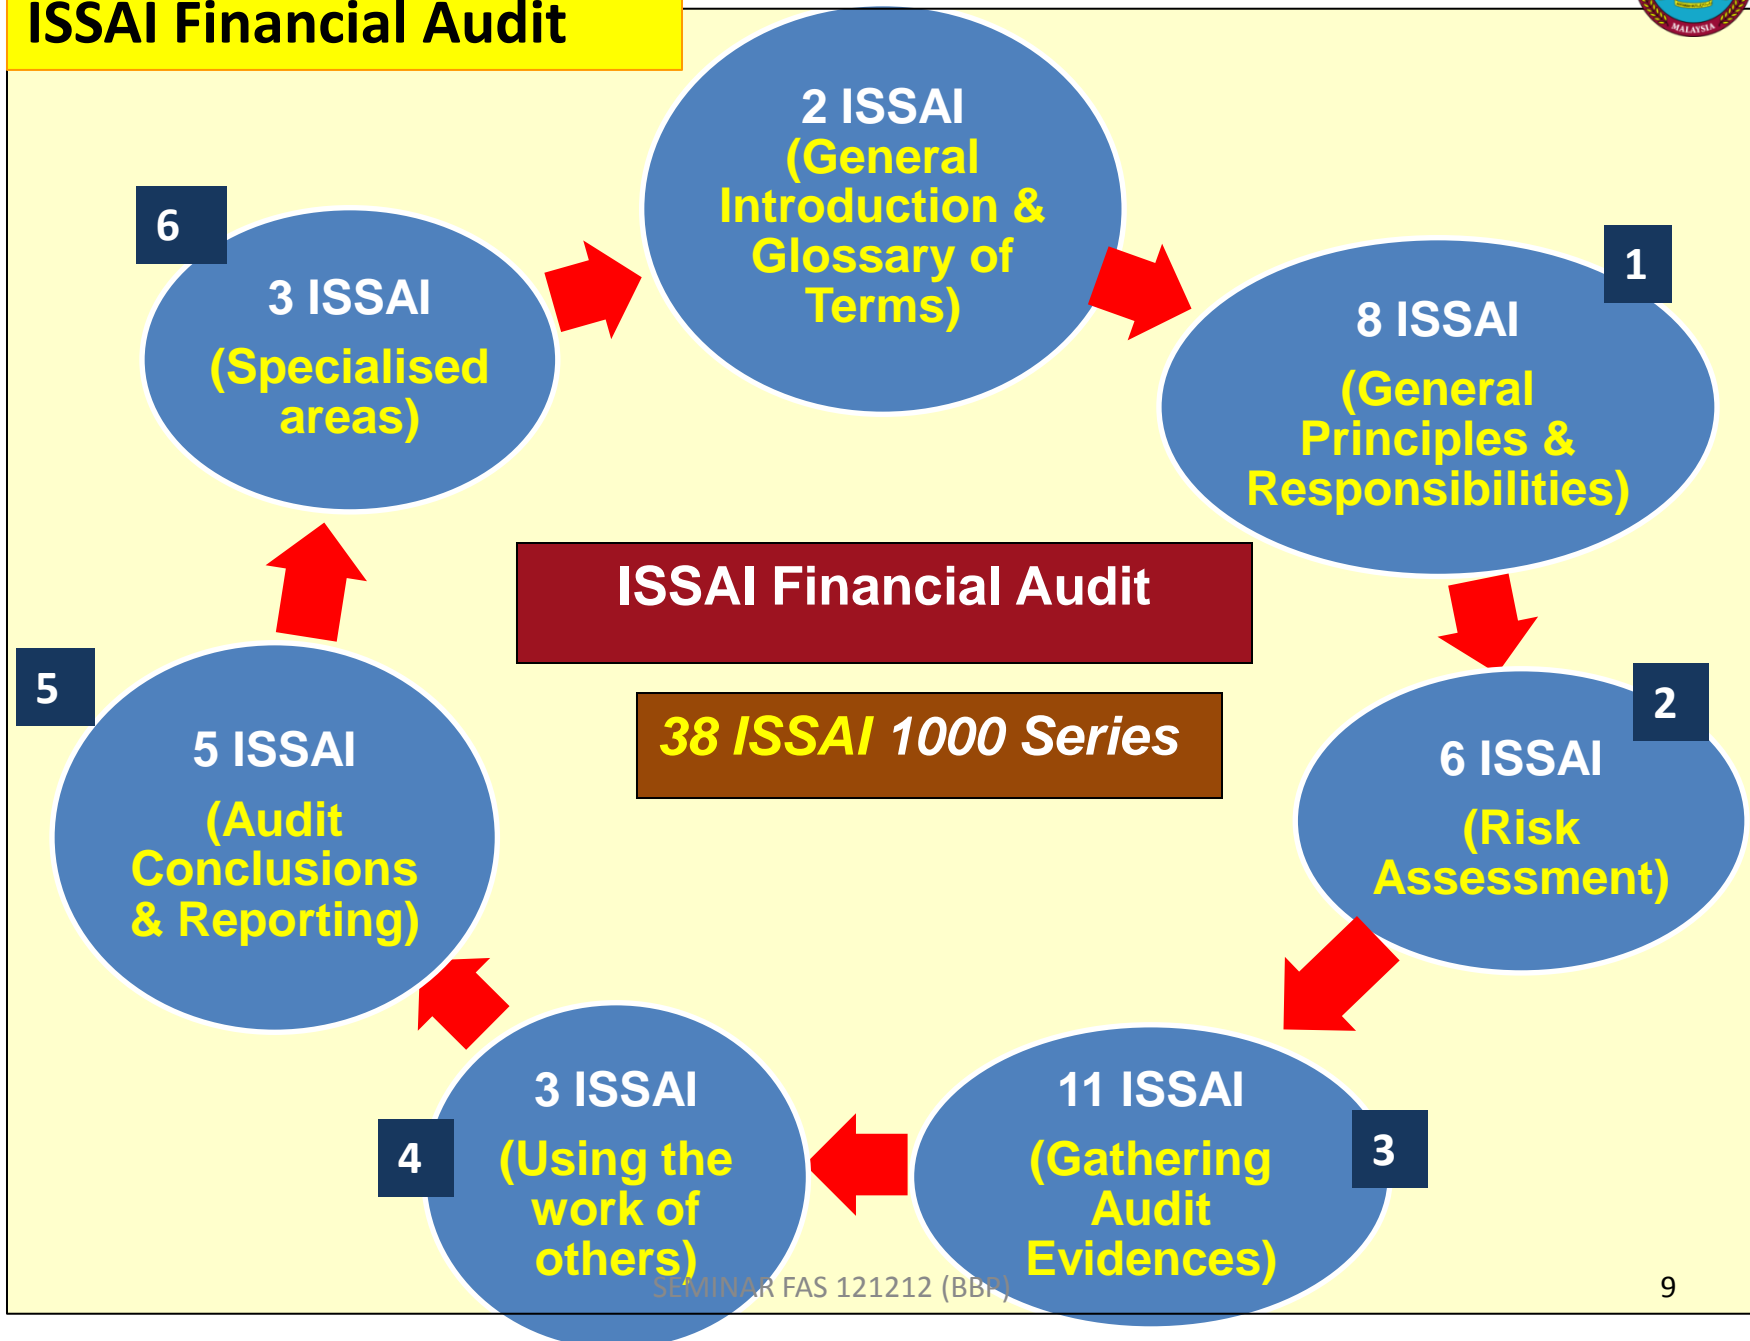 ISSAI Financial Audit
MALAYSIA
2 ISSAI
(General
Introduction &
Glossary of
Terms)
1
8 ISSAI
(General
Principles &
Responsibilities)
2
6 ISSAI
(Risk
Assessment)
3
11 ISSAI
(Gathering
Audit
Evidences)
4
3 ISSAI
(Using the
work of
others)
5
5 ISSAI
(Audit
Conclusions
& Reporting)
6
3 ISSAI
(Specialised
areas)
ISSAI Financial Audit
38 ISSAI 1000 Series
SEMINAR FAS 121212 (BBP)
9